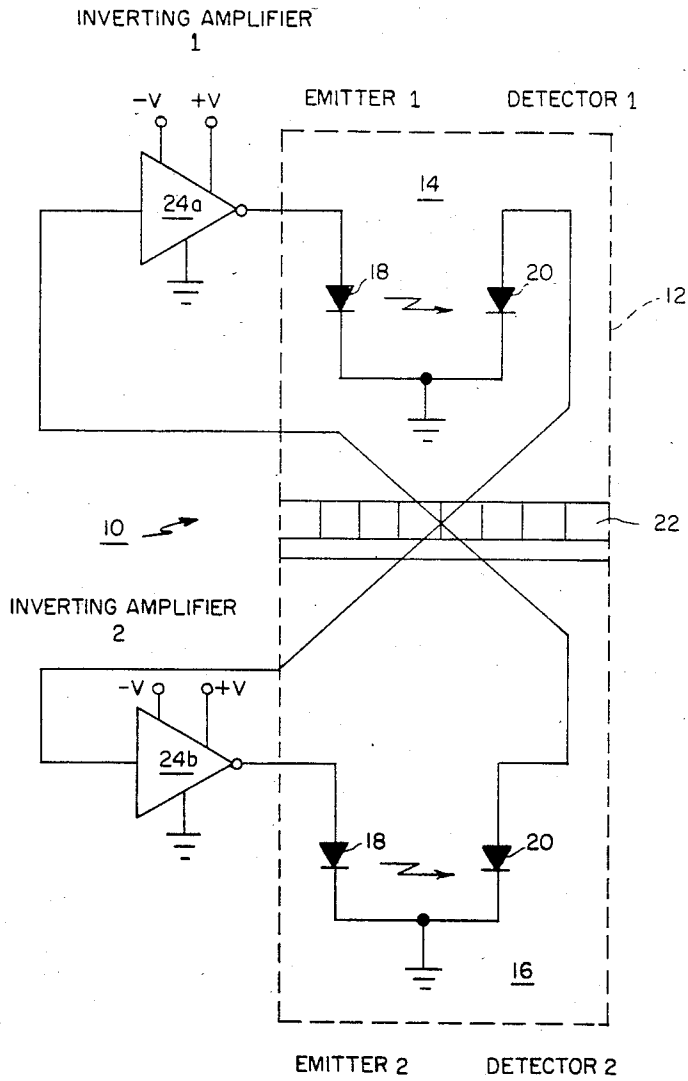 INVERTING AMPLIFIER
1
-V +V
EMITTER 1
DETECTOR 1
24a
14
18
20
12
10
22
INVERTING AMPLIFIER
2
-V +V
24b
18
20
16
EMITTER 2
DETECTOR 2